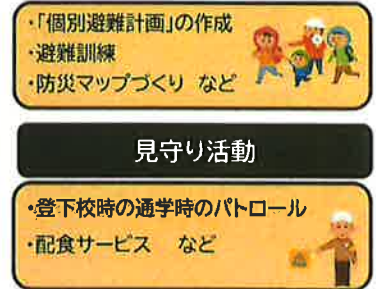 ・「個別避難計画」の作成
・避難訓練
・防災マップづくり など
見守り活動
・登下校時の通学時のパトロール
・配食サービス など